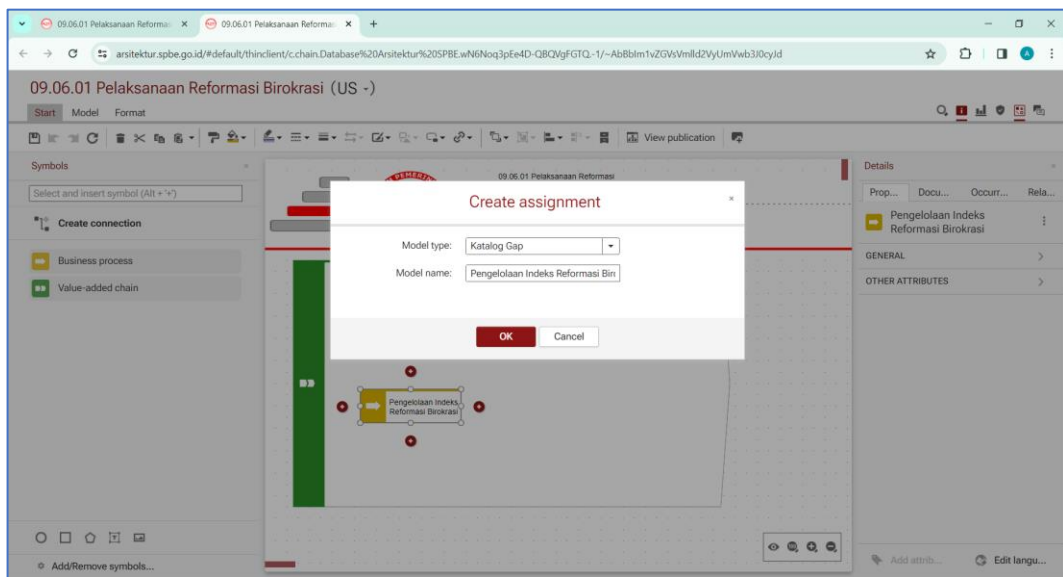 09.06.01 Pelaksanaan Reforma
09.06.01 Pelaksanaan Reforma
arsitektur.spbe.go.id/#default/thinclient/c.chain.Database%20Arsitektur%20SPBE.wN6Noq3pEe4D-QBQVgFGTQ.-1/~AbBbIm1vZGVsVmlld2VyUmVwb3J0cyJd
A
09.06.01 Pelaksanaan Reformasi Birokrasi (US -)
Start Model Format
View publication
Symbols
Select and insert symbol (Alt + '+')
Create connection
Business process
Value-added chain
Add/Remove symbols...
PEMERIN
09.06.01 Pelaksanaan Reformasi
Create assignment
Model type: Katalog Gap
Model name: Pengelolaan Indeks Reformasi Biro
OK Cancel
Pengelolaan Indeks
Reformasi Birokrasi
Details
Prop... Docu... Occurr... Rela...
Pengelolaan Indeks
Reformasi Birokrasi
GENERAL
OTHER ATTRIBUTES
Add attrib... Edit langu...